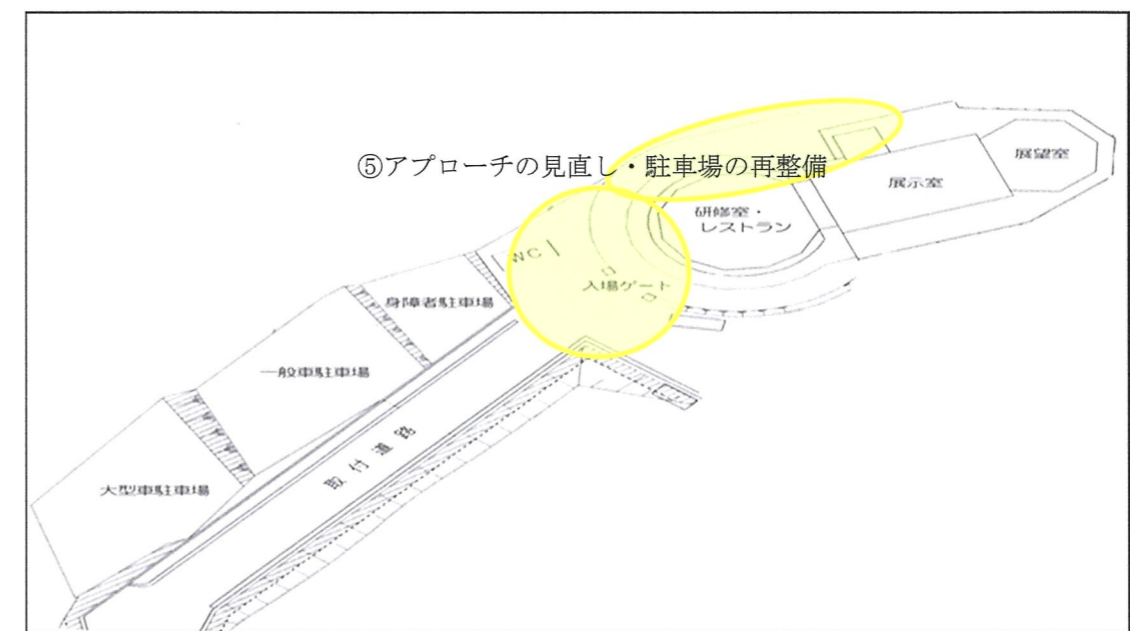 ⑤アプローチの見直し・駐車場の再整備
展望室
展示室
研修室・
レストラン
WC
入場ゲート
身障者駐車場
一般車駐車場
取付道路
大型車駐車場